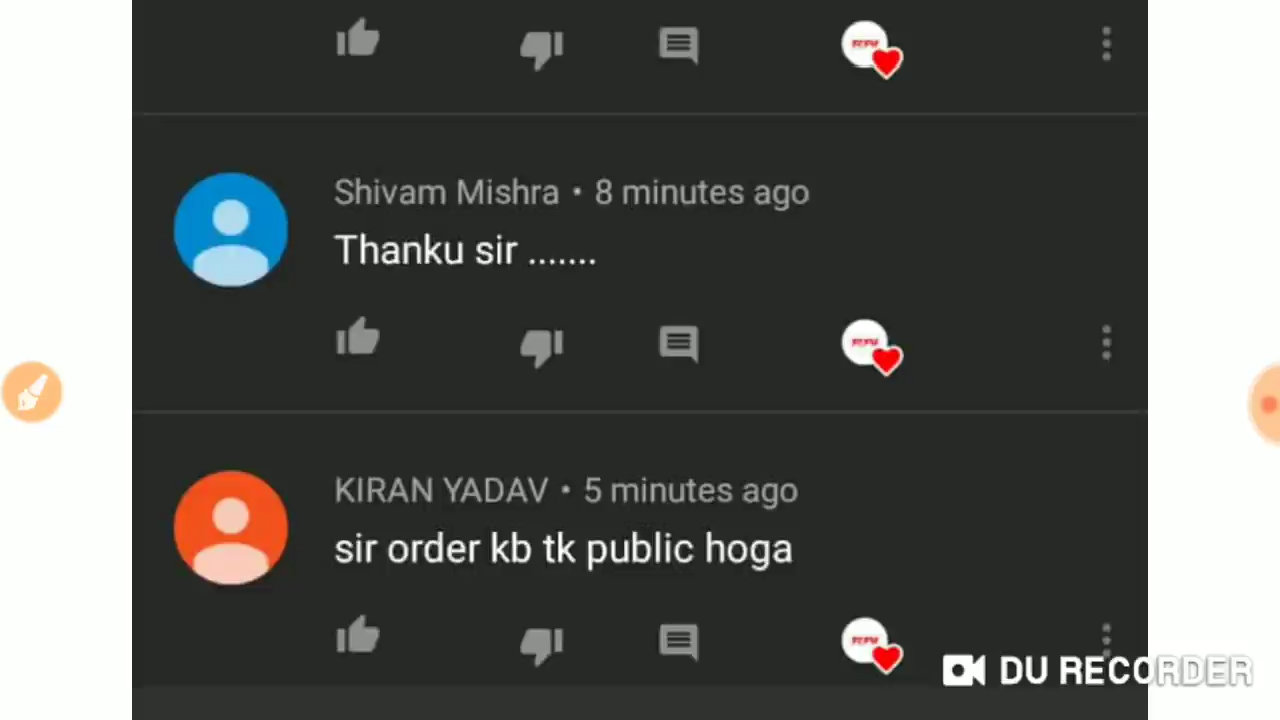 Shivam Mishra • 8 minutes ago
Thanku sir .......
KIRAN YADAV • 5 minutes ago
sir order kb tk public hoga
DU RECORDER